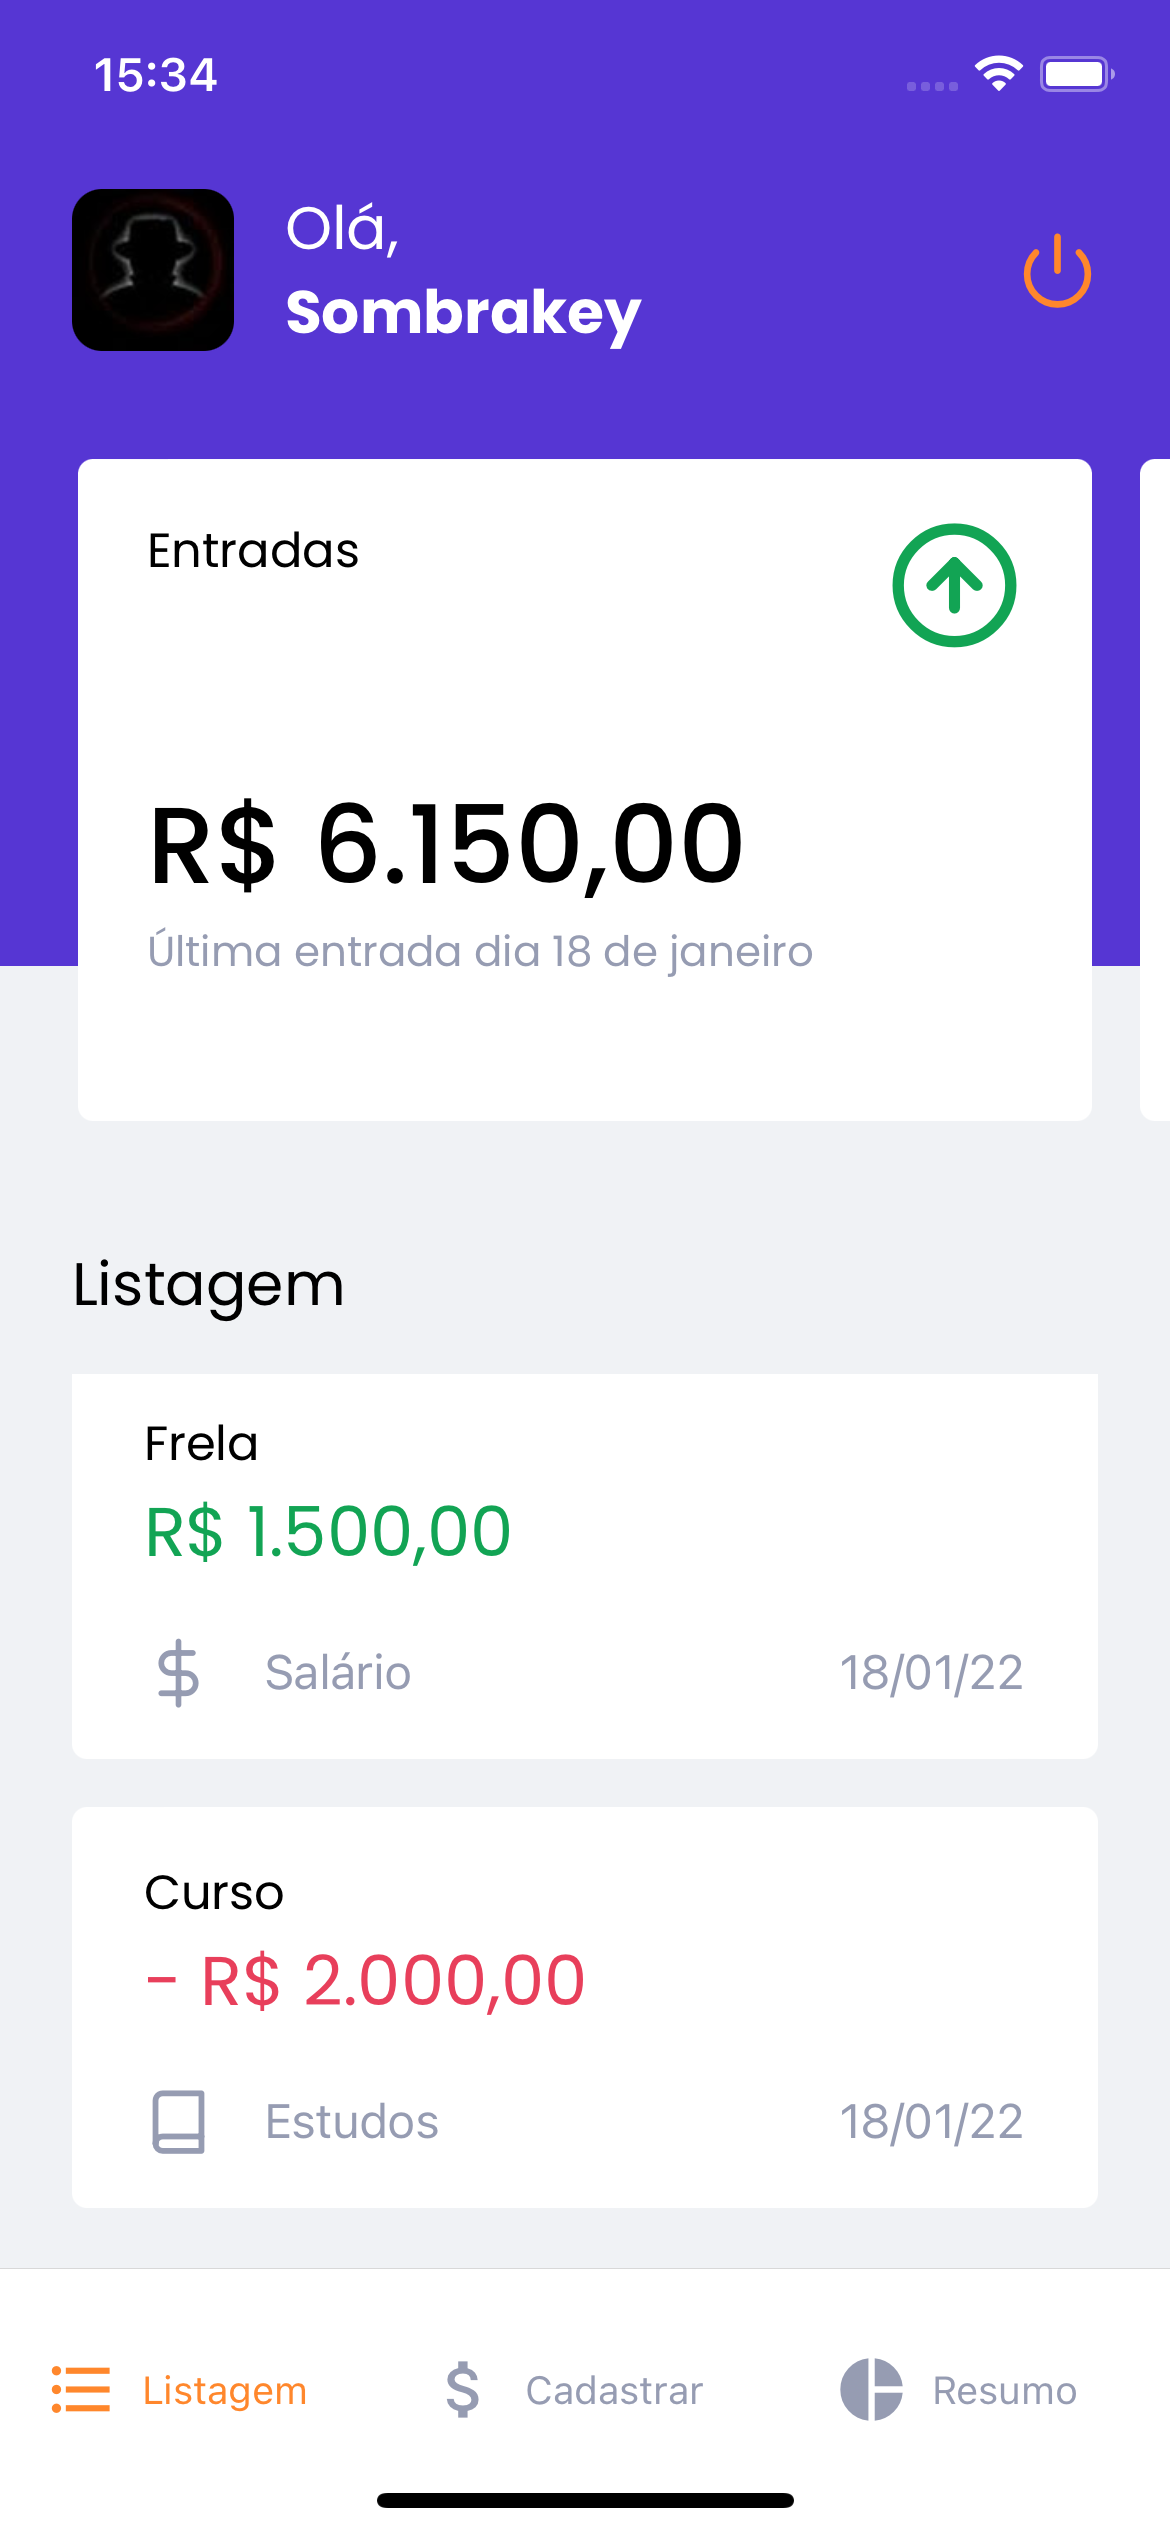 15:34
Olá,
Sombrakey
Entradas
R$ 6.150,00
Última entrada dia 18 de janeiro
Listagem
Frela
R$ 1.500,00
Salário 18/01/22
Curso
- R$ 2.000,00
Estudos 18/01/22
Listagem Cadastrar Resumo